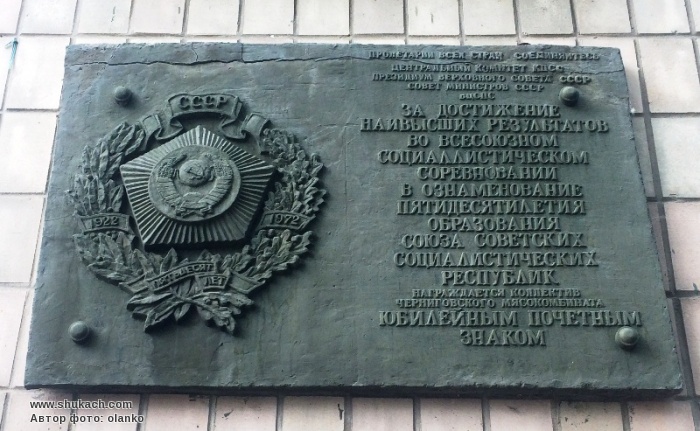 ПРОЛЕТАРИИ ВСЕХ СТРАН, СОЕДИНЯЙТЕСЬ
ЦЕНТРАЛЬНЫЙ КОМИТЕТ КПСС
ПРЕЗИДИУМ ВЕРХОВНОГО СОВЕТА СССР
СОВЕТ МИНИСТРОВ СССР
ВЦСПС
ЗА ДОСТИЖЕНИЕ
НАИВЫСШИХ РЕЗУЛЬТАТОВ
ВО ВСЕСОЮЗНОМ
СОЦИАЛЛИСТИЧЕСКОМ
СОРЕВНОВАНИИ
В ОЗНАМЕНОВАНИЕ
ПЯТИДЕСЯТИЛЕТИЯ
ОБРАЗОВАНИЯ
СОЮЗА СОВЕТСКИХ
СОЦИАЛИСТИЧЕСКИХ
РЕСПУБЛИК
НАГРАЖДАЕТСЯ КОЛЛЕКТИВ
ЧЕРНИГОВСКОГО МЯСОКОМБИНАТА
ЮБИЛЕЙНЫМ ПОЧЕТНЫМ
ЗНАКОМ
СССР
1922 1972
ПЯТЬДЕСЯТ ЛЕТ
www.shukach.com
Автор фото: olanko